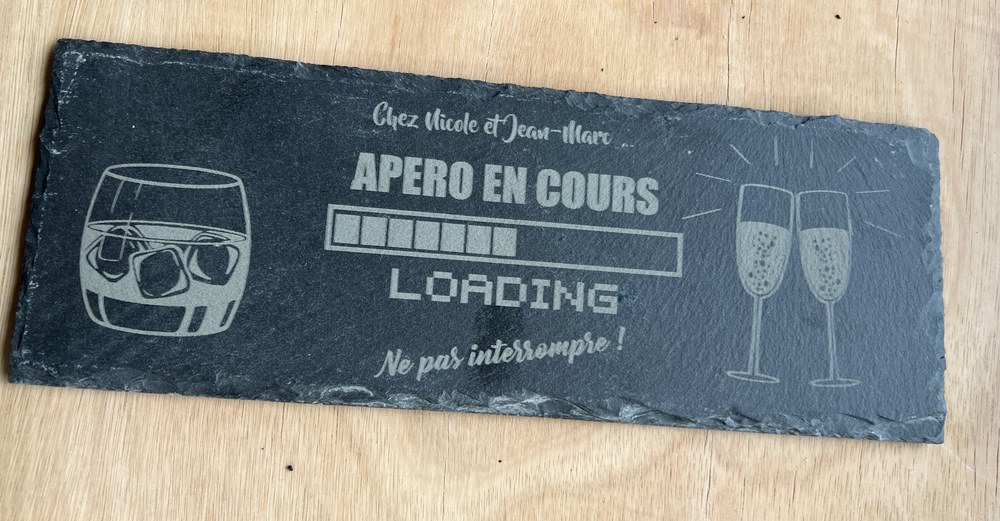 Chez Nicole et Jean-Marc
APERO EN COURS
LOADING
Ne pas interrompre !